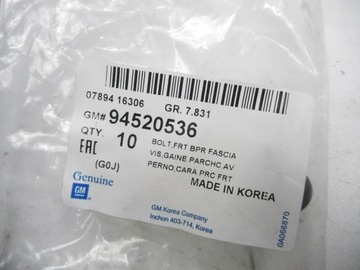 07894 16306 GR. 7.831
GM# 94520536
QTY. 10 BOLT,FRT BPR FASCIA
EAC VIS,GAINE PARCHC AV
(G0J) PERNO,CARA PRC FRT
Genuine MADE IN KOREA
GM
GM Korea Company
Inchon 403-714, Korea
0A066870